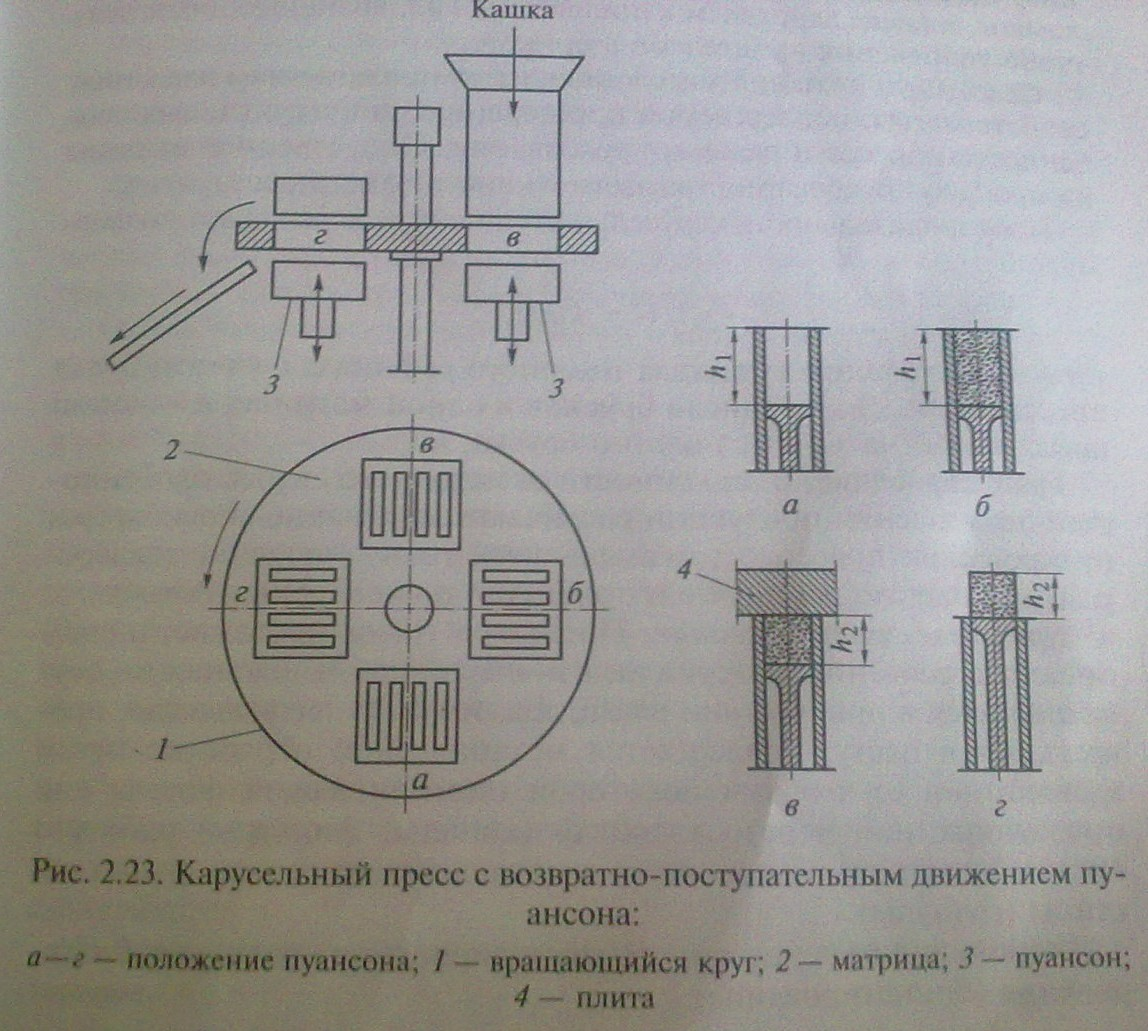 Кашка
г
в
3
3
h₁
h₁
а
б
2
в
г
б
1
а
4
h₂
h₂
в
г
Рис. 2.23. Карусельный пресс с возвратно-поступательным движением пу-
ансона:
а—г — положение пуансона; 1 — вращающийся круг; 2 — матрица; 3 — пуансон;
4 — плита